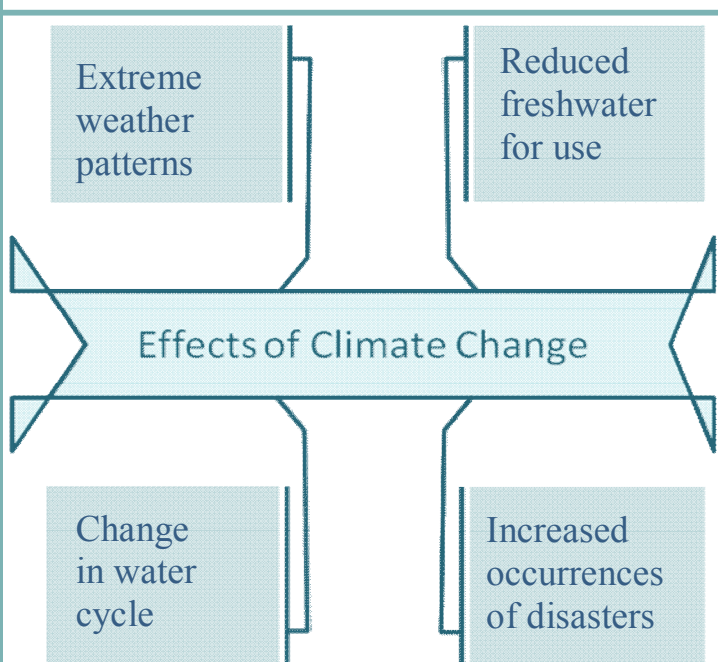 Extreme
weather
patterns
Reduced
freshwater
for use
Effects of Climate Change
Change
in water
cycle
Increased
occurrences
of disasters